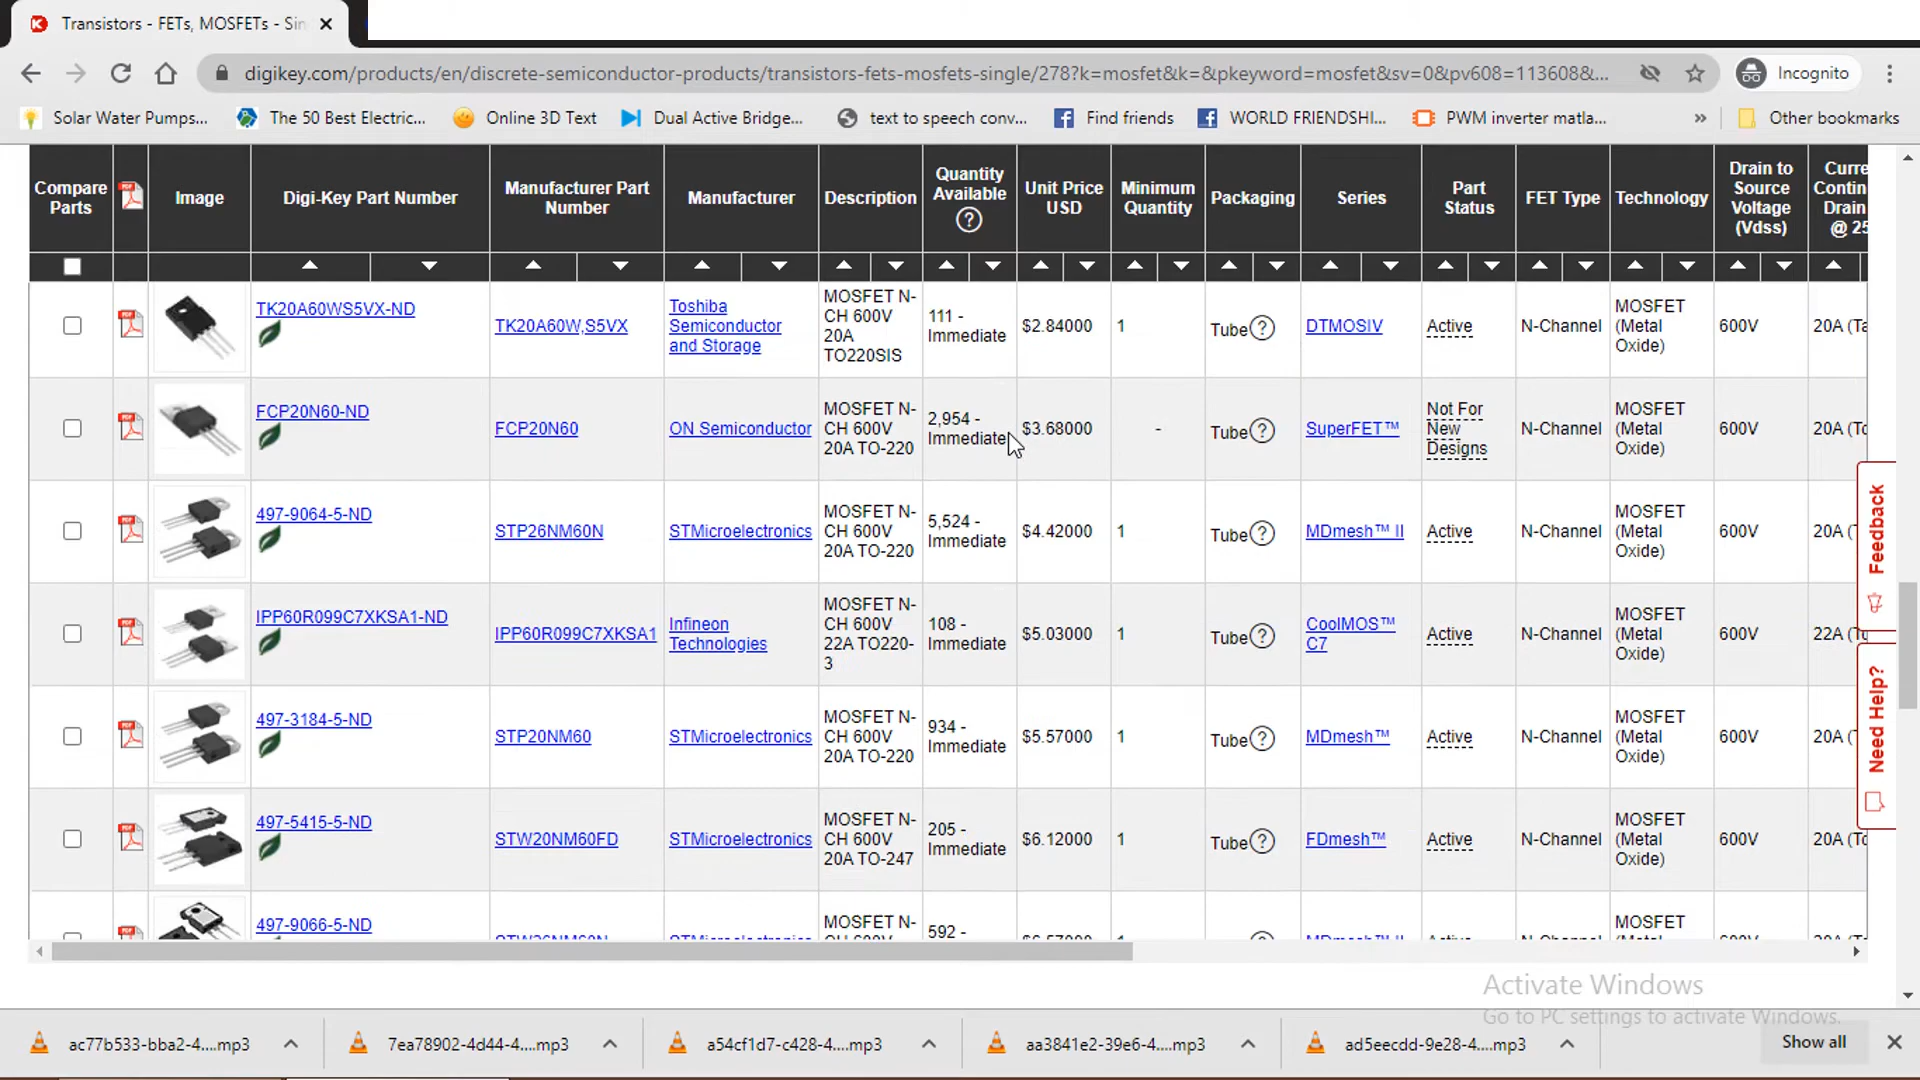 Transistors - FETs, MOSFETs - Sin
digikey.com/products/en/discrete-semiconductor-products/transistors-fets-mosfets-single/278?k=mosfet&k=&pkeyword=mosfet&sv=0&pv608=113608&...
Incognito
Solar Water Pumps...
The 50 Best Electric...
Online 3D Text
Dual Active Bridge...
text to speech conv...
Find friends
WORLD FRIENDSHI...
PWM inverter matla...
»
Other bookmarks
Compare Parts
Image
Digi-Key Part Number
Manufacturer Part Number
Manufacturer
Description
Quantity Available
Unit Price USD
Minimum Quantity
Packaging
Series
Part Status
FET Type
Technology
Drain to Source Voltage (Vdss)
Curre
Contin
Drain
@ 25
TK20A60WS5VX-ND
TK20A60W,S5VX
Toshiba Semiconductor and Storage
MOSFET N-CH 600V 20A TO220SIS
111 - Immediate
$2.84000
1
Tube
DTMOSIV
Active
N-Channel
MOSFET (Metal Oxide)
600V
20A (Ta
FCP20N60-ND
FCP20N60
ON Semiconductor
MOSFET N-CH 600V 20A TO-220
2,954 - Immediate
$3.68000
-
Tube
SuperFET™
Not For New Designs
N-Channel
MOSFET (Metal Oxide)
600V
20A (Tc
497-9064-5-ND
STP26NM60N
STMicroelectronics
MOSFET N-CH 600V 20A TO-220
5,524 - Immediate
$4.42000
1
Tube
MDmesh™ II
Active
N-Channel
MOSFET (Metal Oxide)
600V
20A (
IPP60R099C7XKSA1-ND
IPP60R099C7XKSA1
Infineon Technologies
MOSFET N-CH 600V 22A TO220-3
108 - Immediate
$5.03000
1
Tube
CoolMOS™ C7
Active
N-Channel
MOSFET (Metal Oxide)
600V
22A (Tc
497-3184-5-ND
STP20NM60
STMicroelectronics
MOSFET N-CH 600V 20A TO-220
934 - Immediate
$5.57000
1
Tube
MDmesh™
Active
N-Channel
MOSFET (Metal Oxide)
600V
20A (
497-5415-5-ND
STW20NM60FD
STMicroelectronics
MOSFET N-CH 600V 20A TO-247
205 - Immediate
$6.12000
1
Tube
FDmesh™
Active
N-Channel
MOSFET (Metal Oxide)
600V
20A (
497-9066-5-ND
MOSFET N-
592 -
MOSFET
Feedback
Need Help?
Activate Windows
Go to PC settings to activate Windows.
ac77b533-bba2-4....mp3
7ea78902-4d44-4....mp3
a54cf1d7-c428-4....mp3
aa3841e2-39e6-4....mp3
ad5eecdd-9e28-4....mp3
Show all